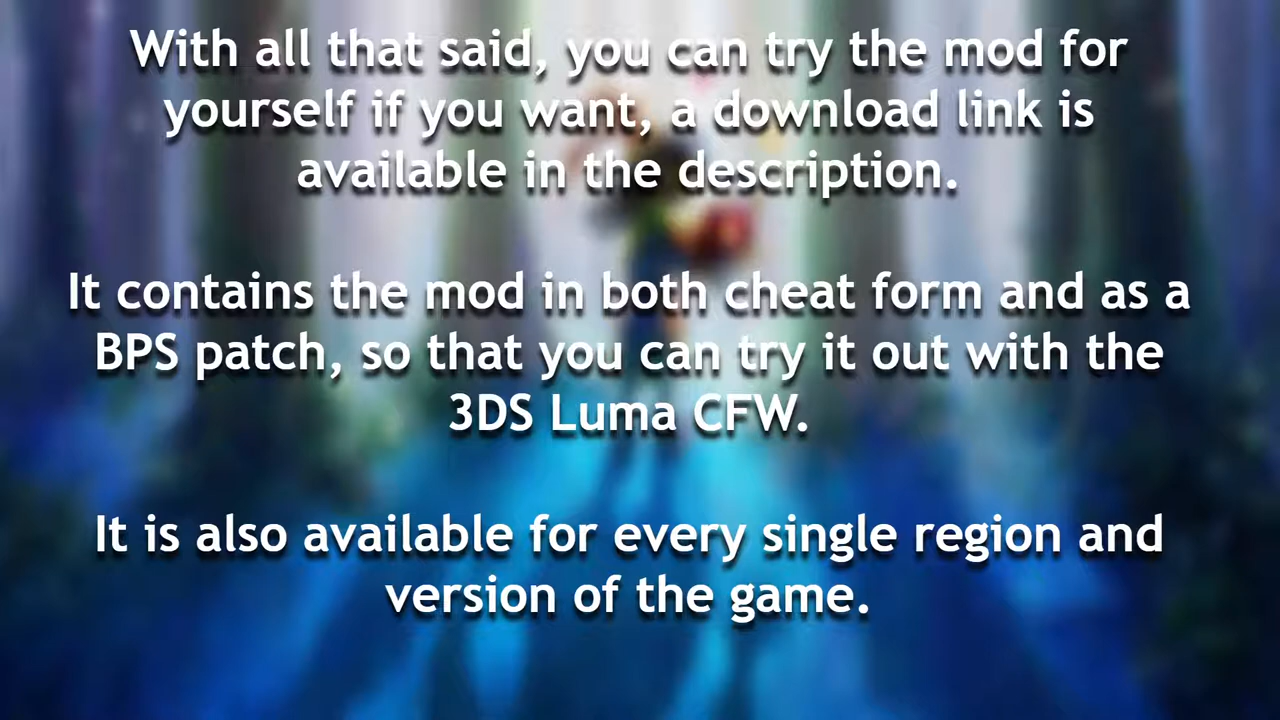 With all that said, you can try the mod for
yourself if you want, a download link is
available in the description.
It contains the mod in both cheat form and as a
BPS patch, so that you can try it out with the
3DS Luma CFW.
It is also available for every single region and
version of the game.